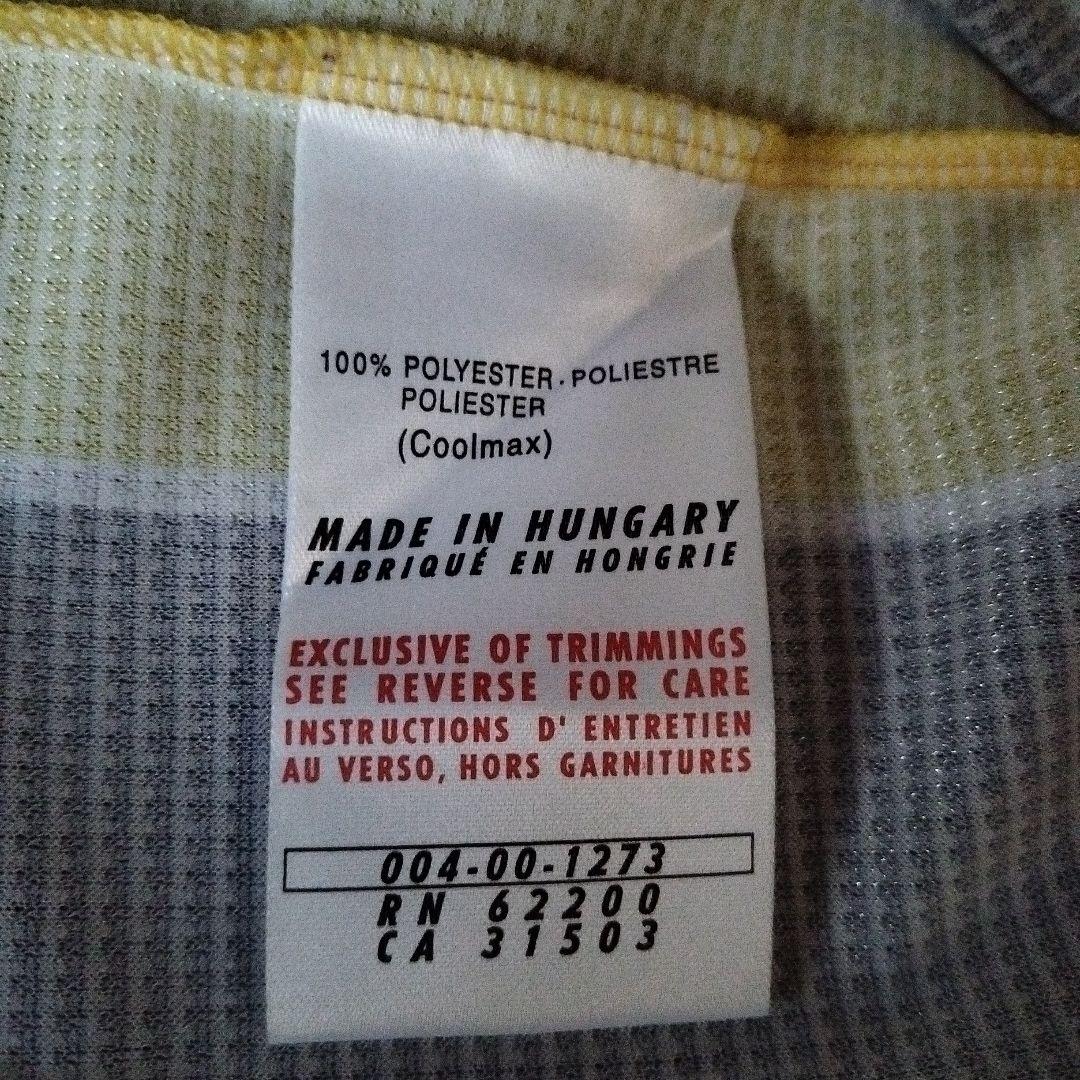 100% POLYESTER. POLIESTRE
POLIESTER
(Coolmax)
MADE IN HUNGARY
FABRIQUÉ EN HONGRIE
EXCLUSIVE OF TRIMMINGS
SEE REVERSE FOR CARE
INSTRUCTIONS D' ENTRETIEN
AU VERSO, HORS GARNITURES
004-00-1273
RN 62200
CA 31503